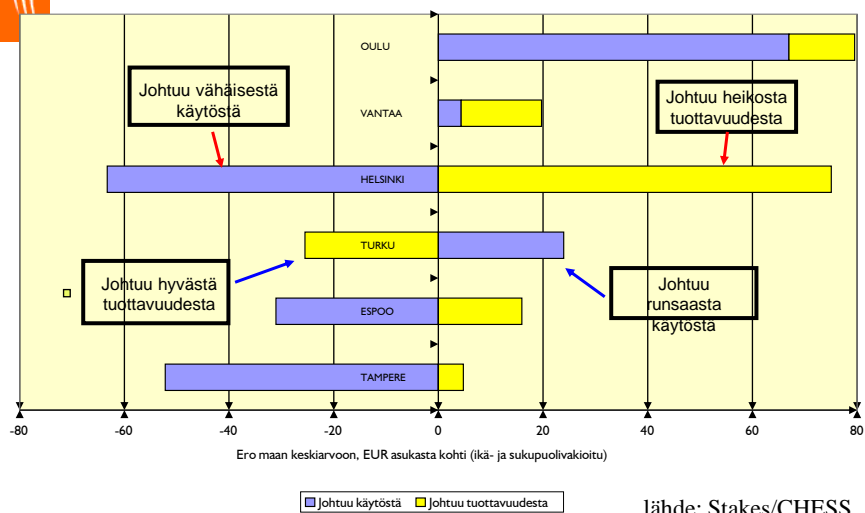 OULU
Johtuu vähäisestä
käytöstä
Johtuu heikosta
tuottavuudesta
VANTAA
HELSINKI
TURKU
Johtuu hyvästä
tuottavuudesta
Johtuu
runsaasta
käytöstä
ESPOO
TAMPERE
-80 -60 -40 -20 0 20 40 60 80
Ero maan keskiarvoon, EUR asukasta kohti (ikä- ja sukupuolivakioitu)
Johtuu käytöstä Johtuu tuottavuudesta
lähde: Stakes/CHESS